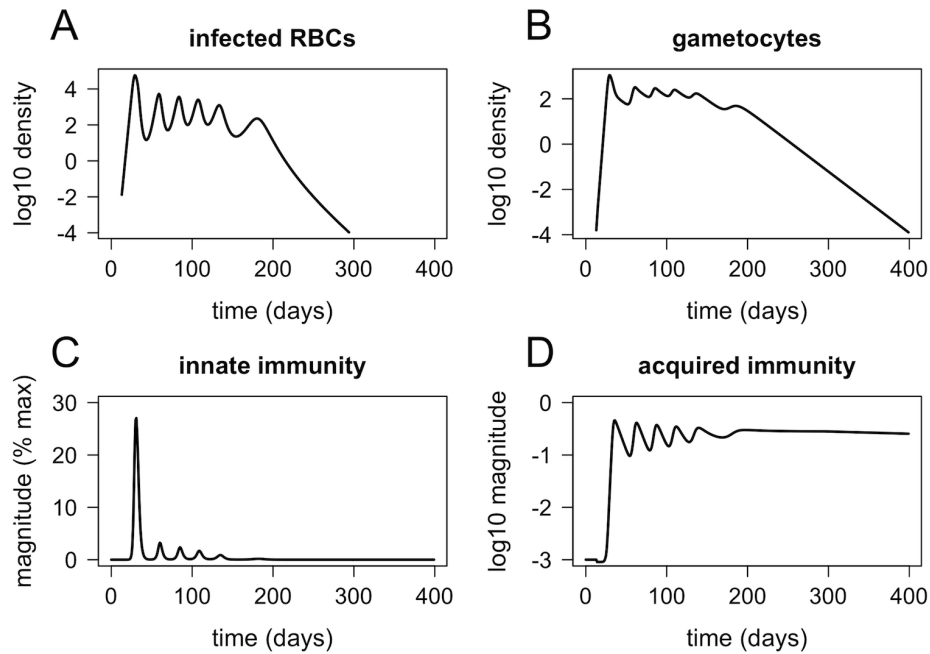 A
infected RBCs
log10 density
4
2
0
-2
-4
0 100 200 300 400
time (days)
B
gametocytes
log10 density
2
0
-2
-4
0 100 200 300 400
time (days)
C
innate immunity
magnitude (% max)
30
20
10
0
0 100 200 300 400
time (days)
D
acquired immunity
log10 magnitude
0
-1
-2
-3
0 100 200 300 400
time (days)